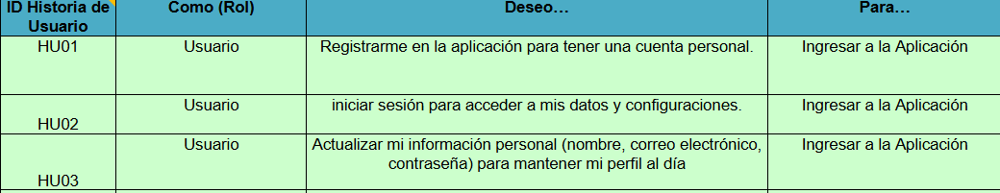 ID Historia de Usuario Como (Rol) Deseo… Para…
HU01 Usuario Registrarme en la aplicación para tener una cuenta personal. Ingresar a la Aplicación
HU02 Usuario iniciar sesión para acceder a mis datos y configuraciones. Ingresar a la Aplicación
HU03 Usuario Actualizar mi información personal (nombre, correo electrónico,
contraseña) para mantener mi perfil al día Ingresar a la Aplicación